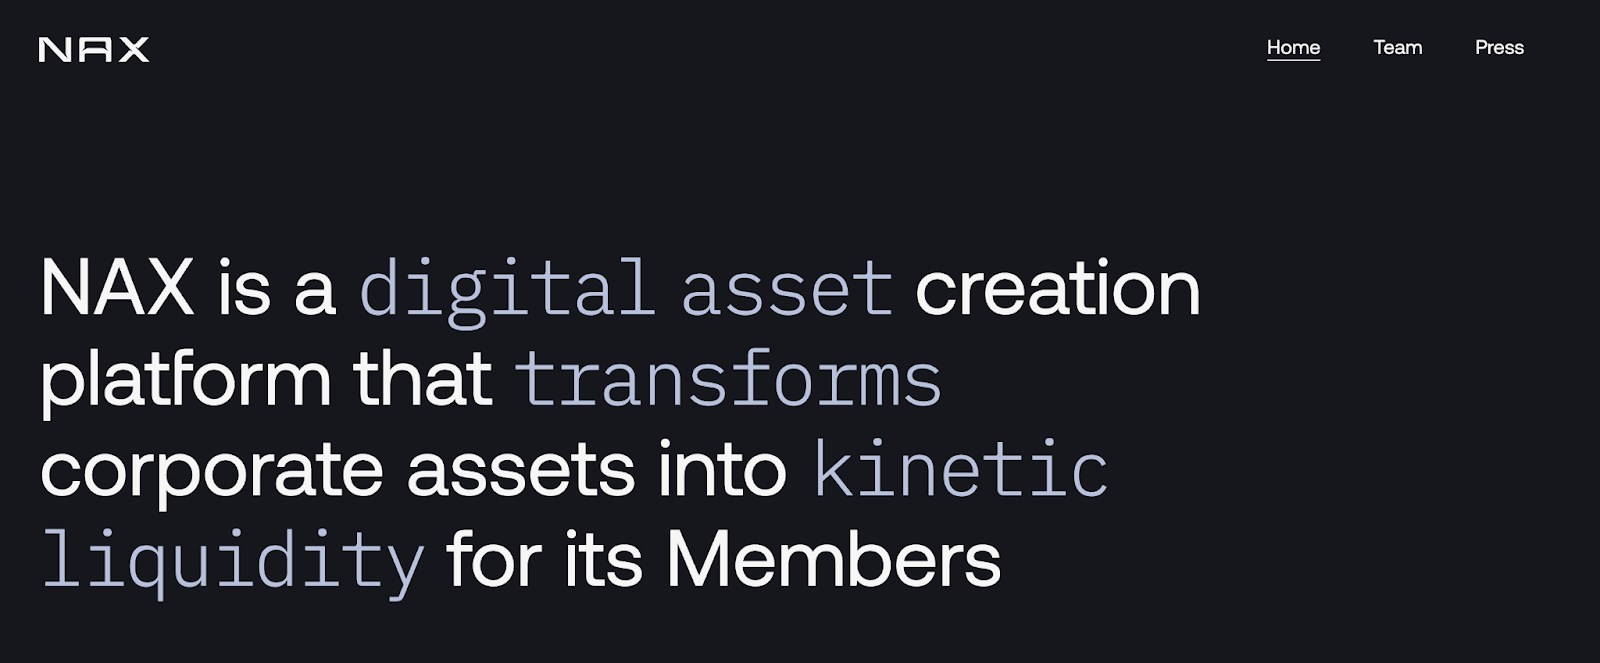 NAX
Home Team Press
NAX is a digital asset creation
platform that transforms
corporate assets into kinetic
liquidity for its Members